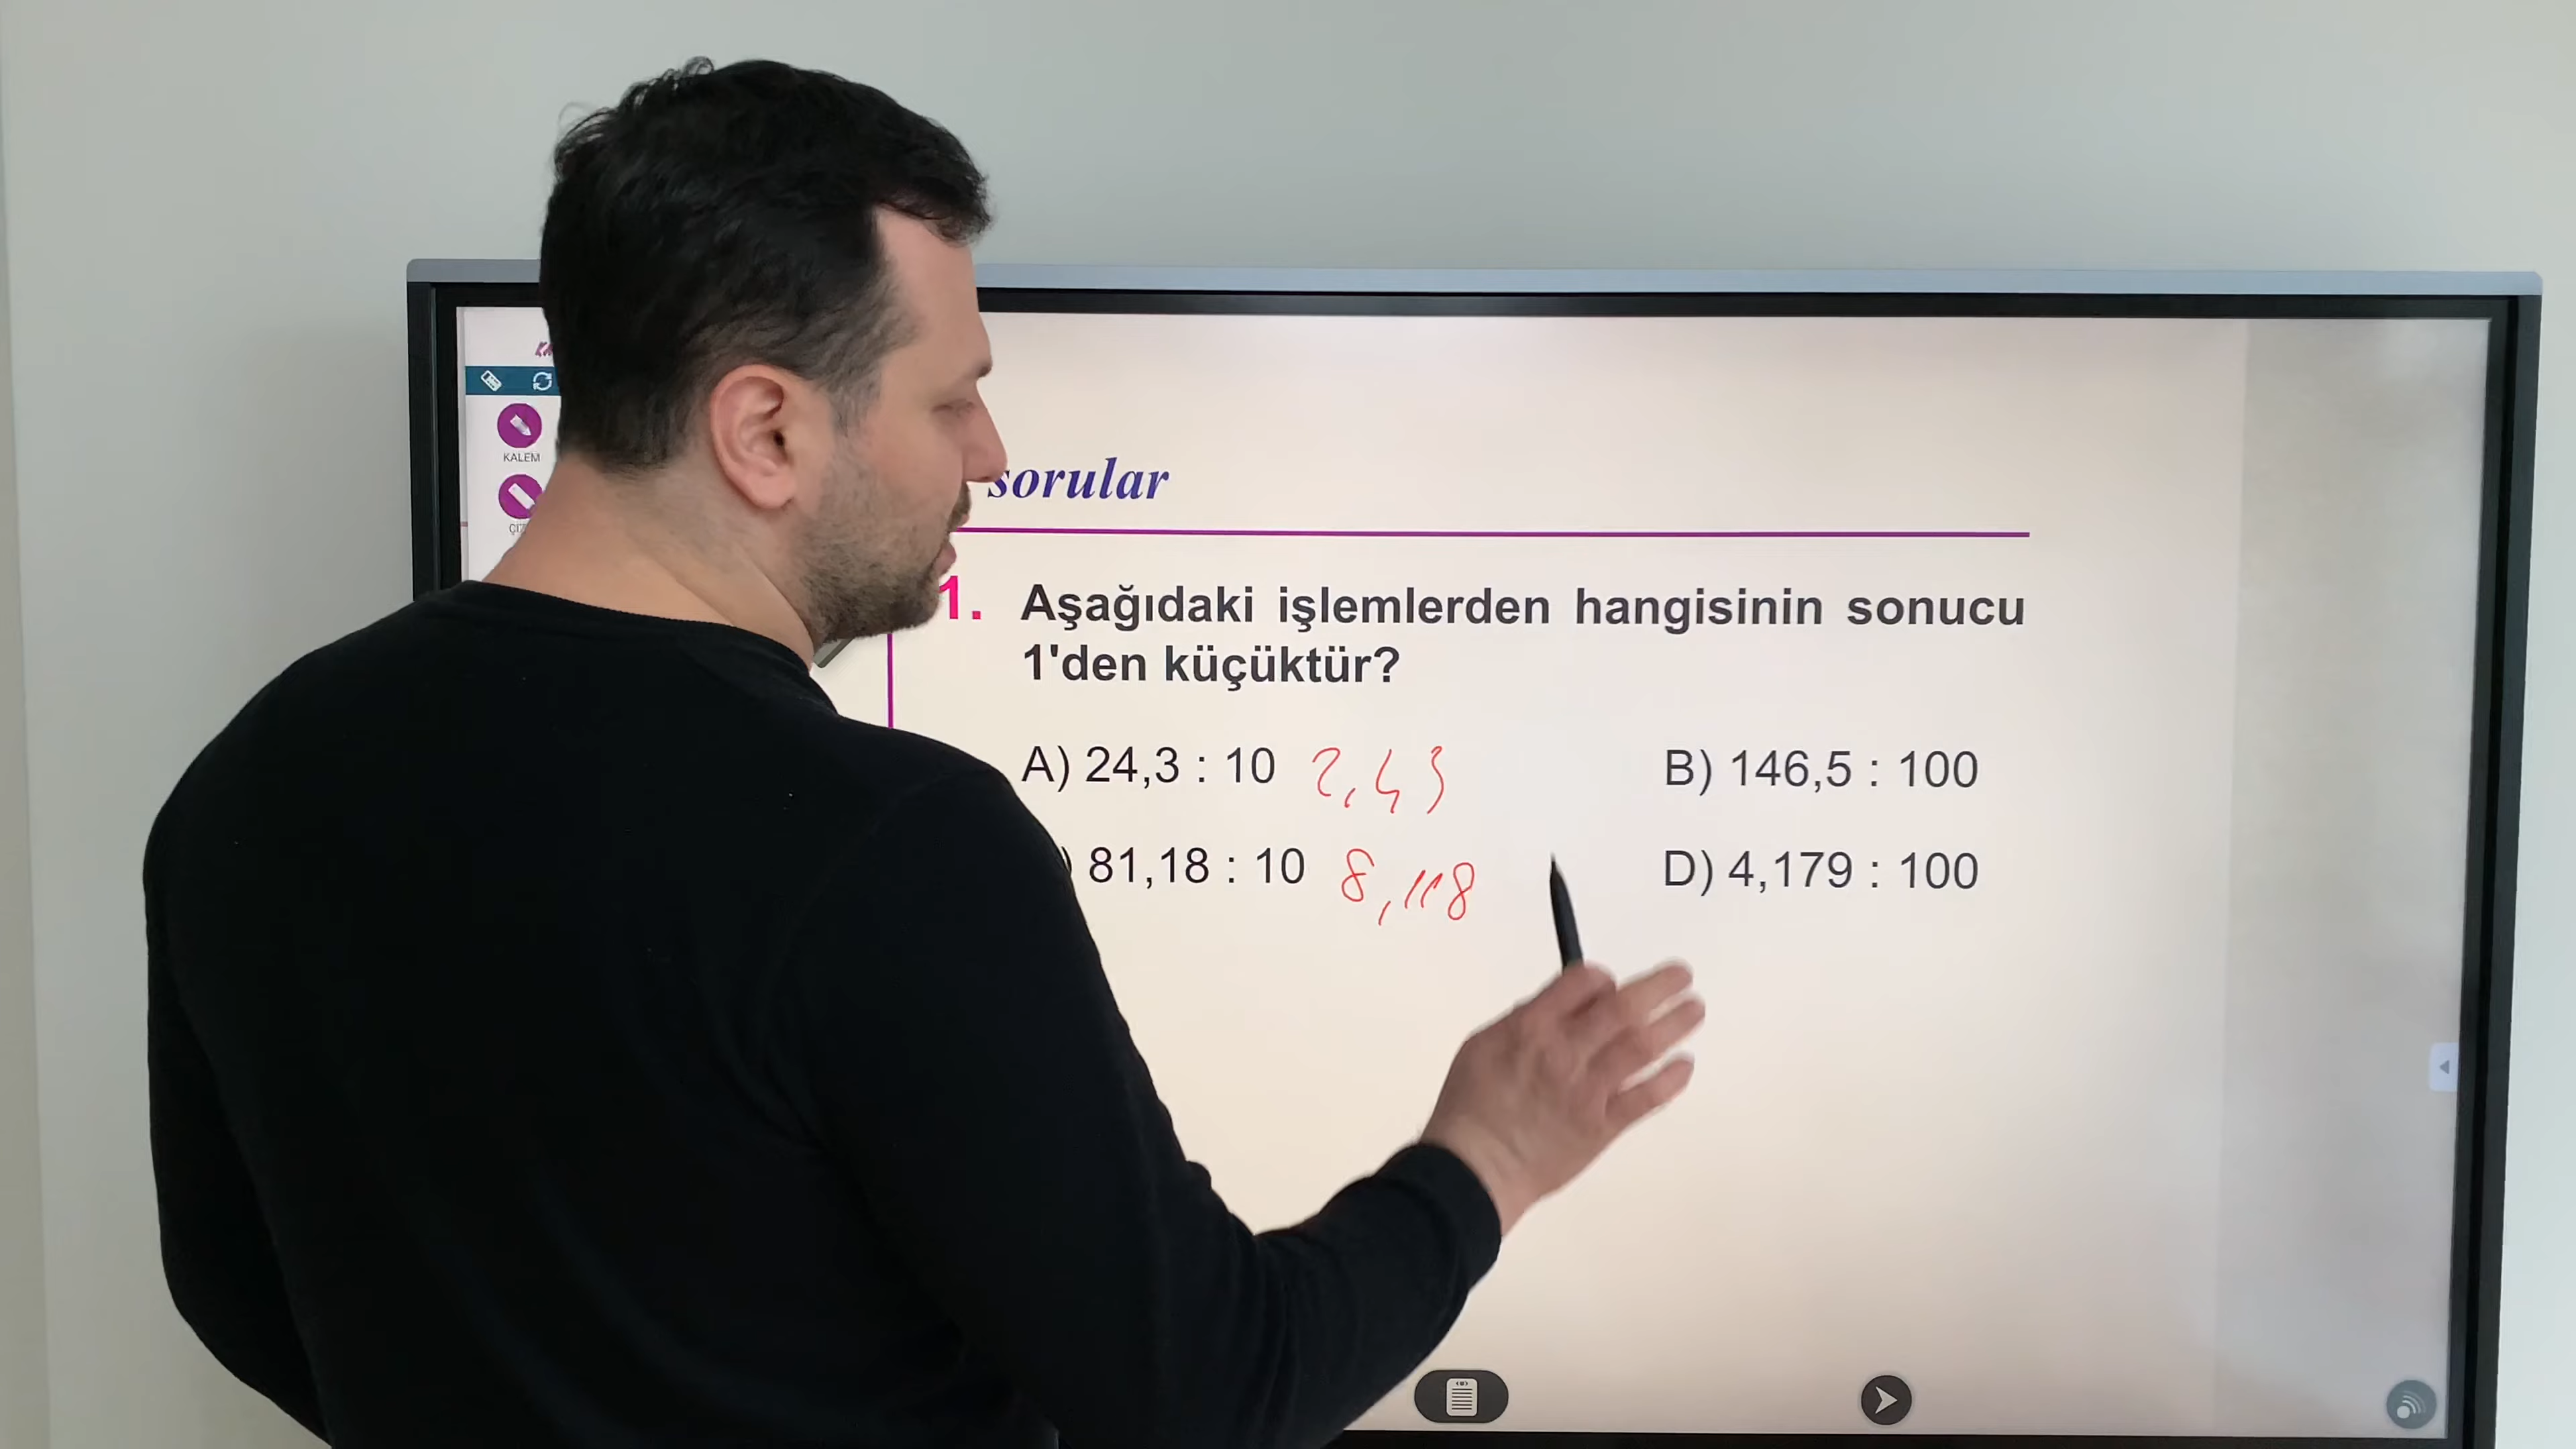 KALEM
sorular
1. Aşağıdaki işlemlerden hangisinin sonucu
1'den küçüktür?
A) 24,3 : 10 2,43 B) 146,5 : 100
) 81,18 : 10 8,118 D) 4,179 : 100